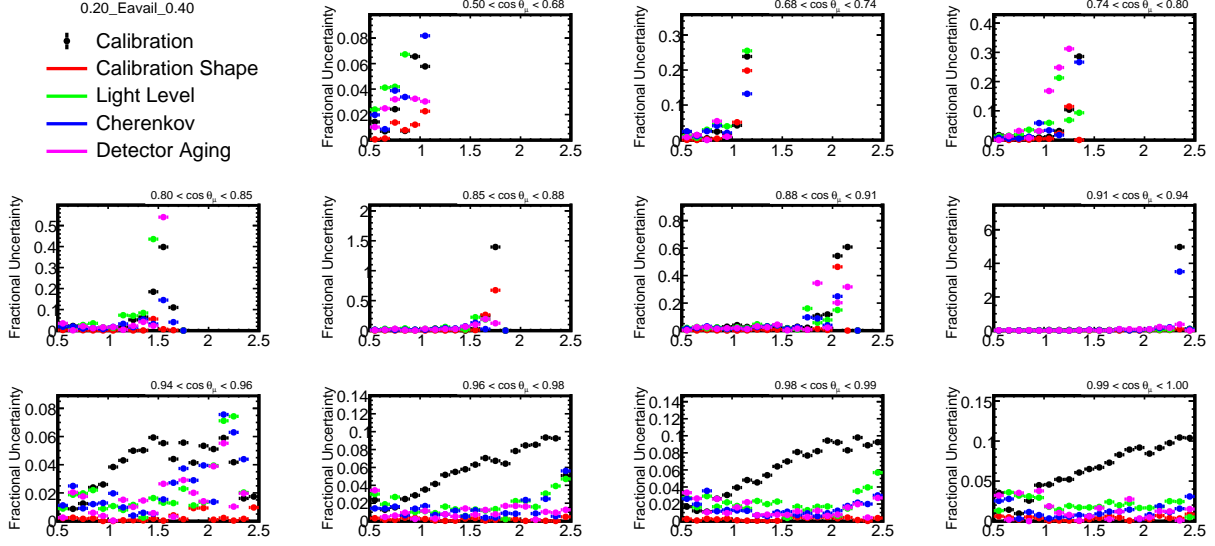 0.20_Eavail_0.40
Calibration
Calibration Shape
Light Level
Cherenkov
Detector Aging
0.50 < cos θμ < 0.68
Fractional Uncertainty
0.08
0.06
0.04
0.02
0
0.5 1 1.5 2 2.5
0.68 < cos θμ < 0.74
Fractional Uncertainty
0.3
0.2
0.1
0
0.5 1 1.5 2 2.5
0.74 < cos θμ < 0.80
Fractional Uncertainty
0.4
0.3
0.2
0.1
0
0.5 1 1.5 2 2.5
0.80 < cos θμ < 0.85
Fractional Uncertainty
0.5
0.4
0.3
0.2
0.1
0
0.5 1 1.5 2 2.5
0.85 < cos θμ < 0.88
Fractional Uncertainty
2
1.5
1
0.5
0
0.5 1 1.5 2 2.5
0.88 < cos θμ < 0.91
Fractional Uncertainty
0.8
0.6
0.4
0.2
0
0.5 1 1.5 2 2.5
0.91 < cos θμ < 0.94
Fractional Uncertainty
6
4
2
0
0.5 1 1.5 2 2.5
0.94 < cos θμ < 0.96
Fractional Uncertainty
0.08
0.06
0.04
0.02
0
0.5 1 1.5 2 2.5
0.96 < cos θμ < 0.98
Fractional Uncertainty
0.14
0.12
0.1
0.08
0.06
0.04
0.02
0
0.5 1 1.5 2 2.5
0.98 < cos θμ < 0.99
Fractional Uncertainty
0.14
0.12
0.1
0.08
0.06
0.04
0.02
0
0.5 1 1.5 2 2.5
0.99 < cos θμ < 1.00
Fractional Uncertainty
0.15
0.1
0.05
0
0.5 1 1.5 2 2.5